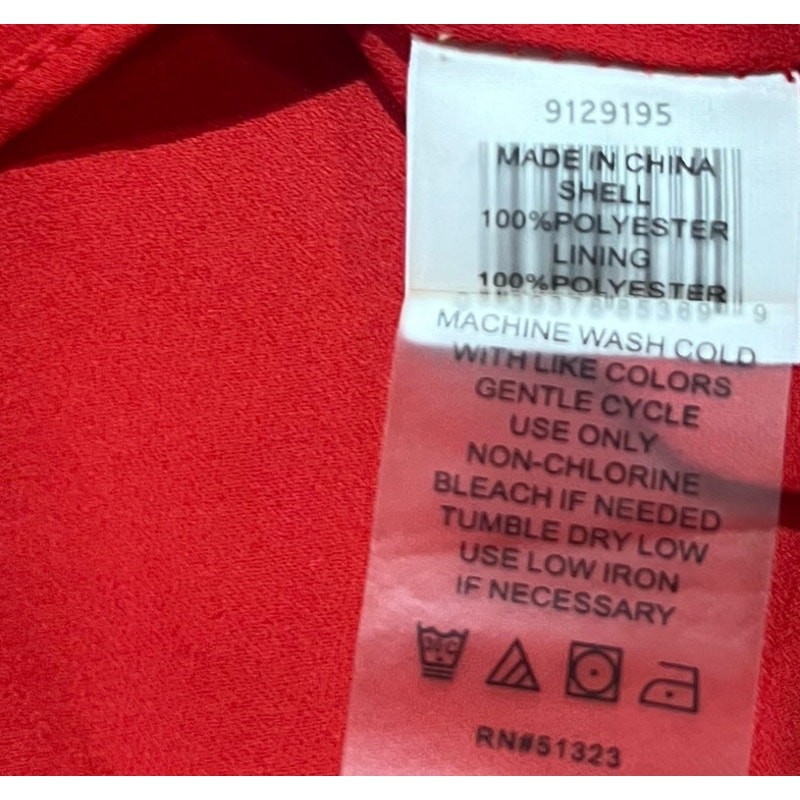 9129195
MADE IN CHINA
SHELL
100%POLYESTER
LINING
100%POLYESTER
MACHINE WASH COLD
WITH LIKE COLORS
GENTLE CYCLE
USE ONLY
NON-CHLORINE
BLEACH IF NEEDED
TUMBLE DRY LOW
USE LOW IRON
IF NECESSARY
RN#51323